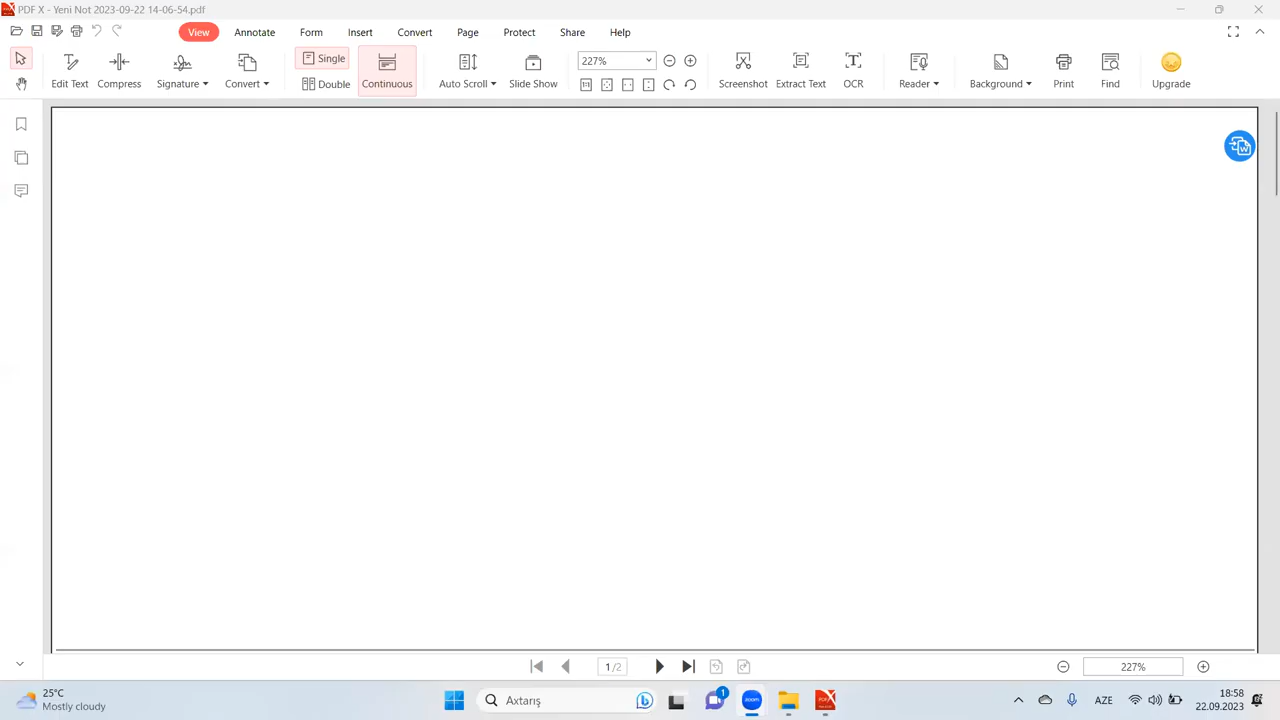 PDF X - Yeni Not 2023-09-22 14-06-54.pdf
View Annotate Form Insert Convert Page Protect Share Help
Edit Text Compress Signature Convert Single Double Continuous Auto Scroll Slide Show 227% Screenshot Extract Text OCR Reader Background Print Find Upgrade
1 /2 227%
25°C
Mostly cloudy
Axtarış
1
zoom
AZE
18:58
22.09.2023